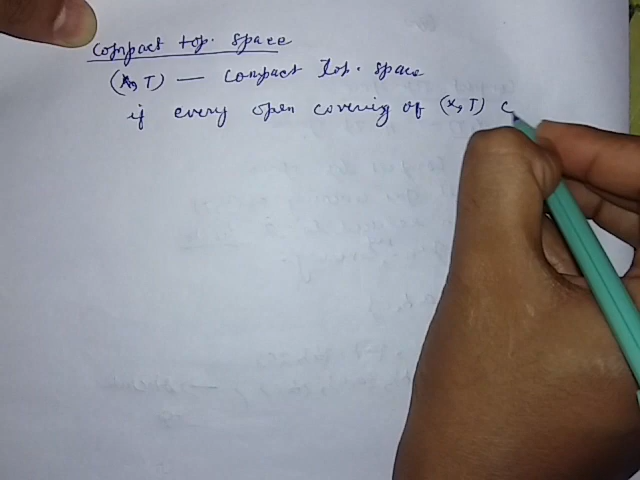 compact top. space
(X, T) — compact top. space
if every open covering of (X, T) c